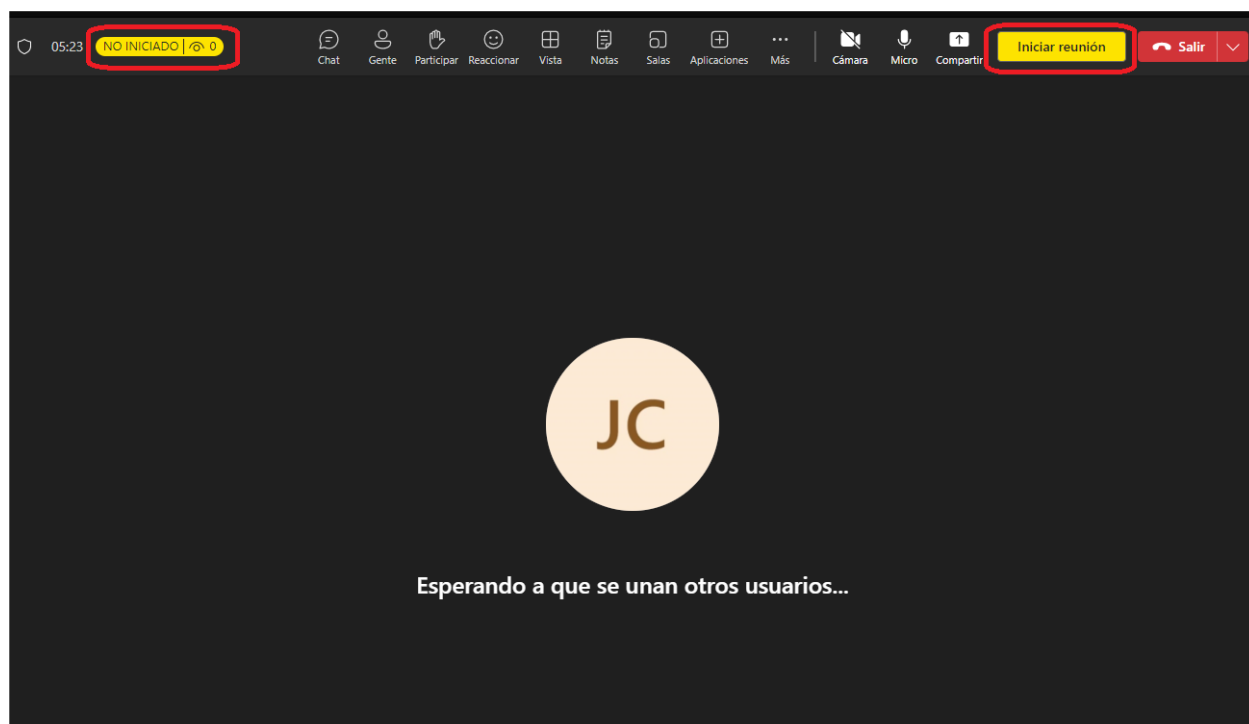 05:23 NO INICIADO 0
Chat Gente Participar Reaccionar Vista Notas Salas Aplicaciones Más Cámara Micro Compartir Iniciar reunión Salir
JC
Esperando a que se unan otros usuarios...